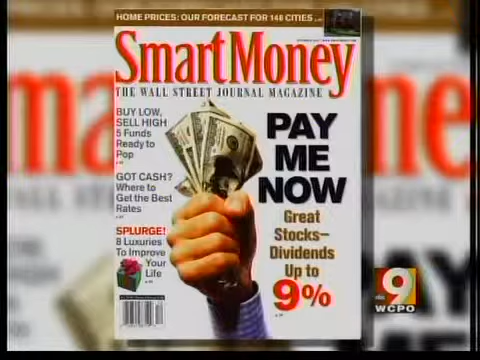 HOME PRICES: OUR FORECAST FOR 148 CITIES
SmartMoney
THE WALL STREET JOURNAL MAGAZINE
BUY LOW,
SELL HIGH
5 Funds
Ready to
Pop
GOT CASH?
Where to
Get the Best
Rates
SPLURGE!
8 Luxuries
To Improve
Your
Life
PAY
ME
NOW
Great
Stocks–
Dividends
Up to
9%
9
WCPO